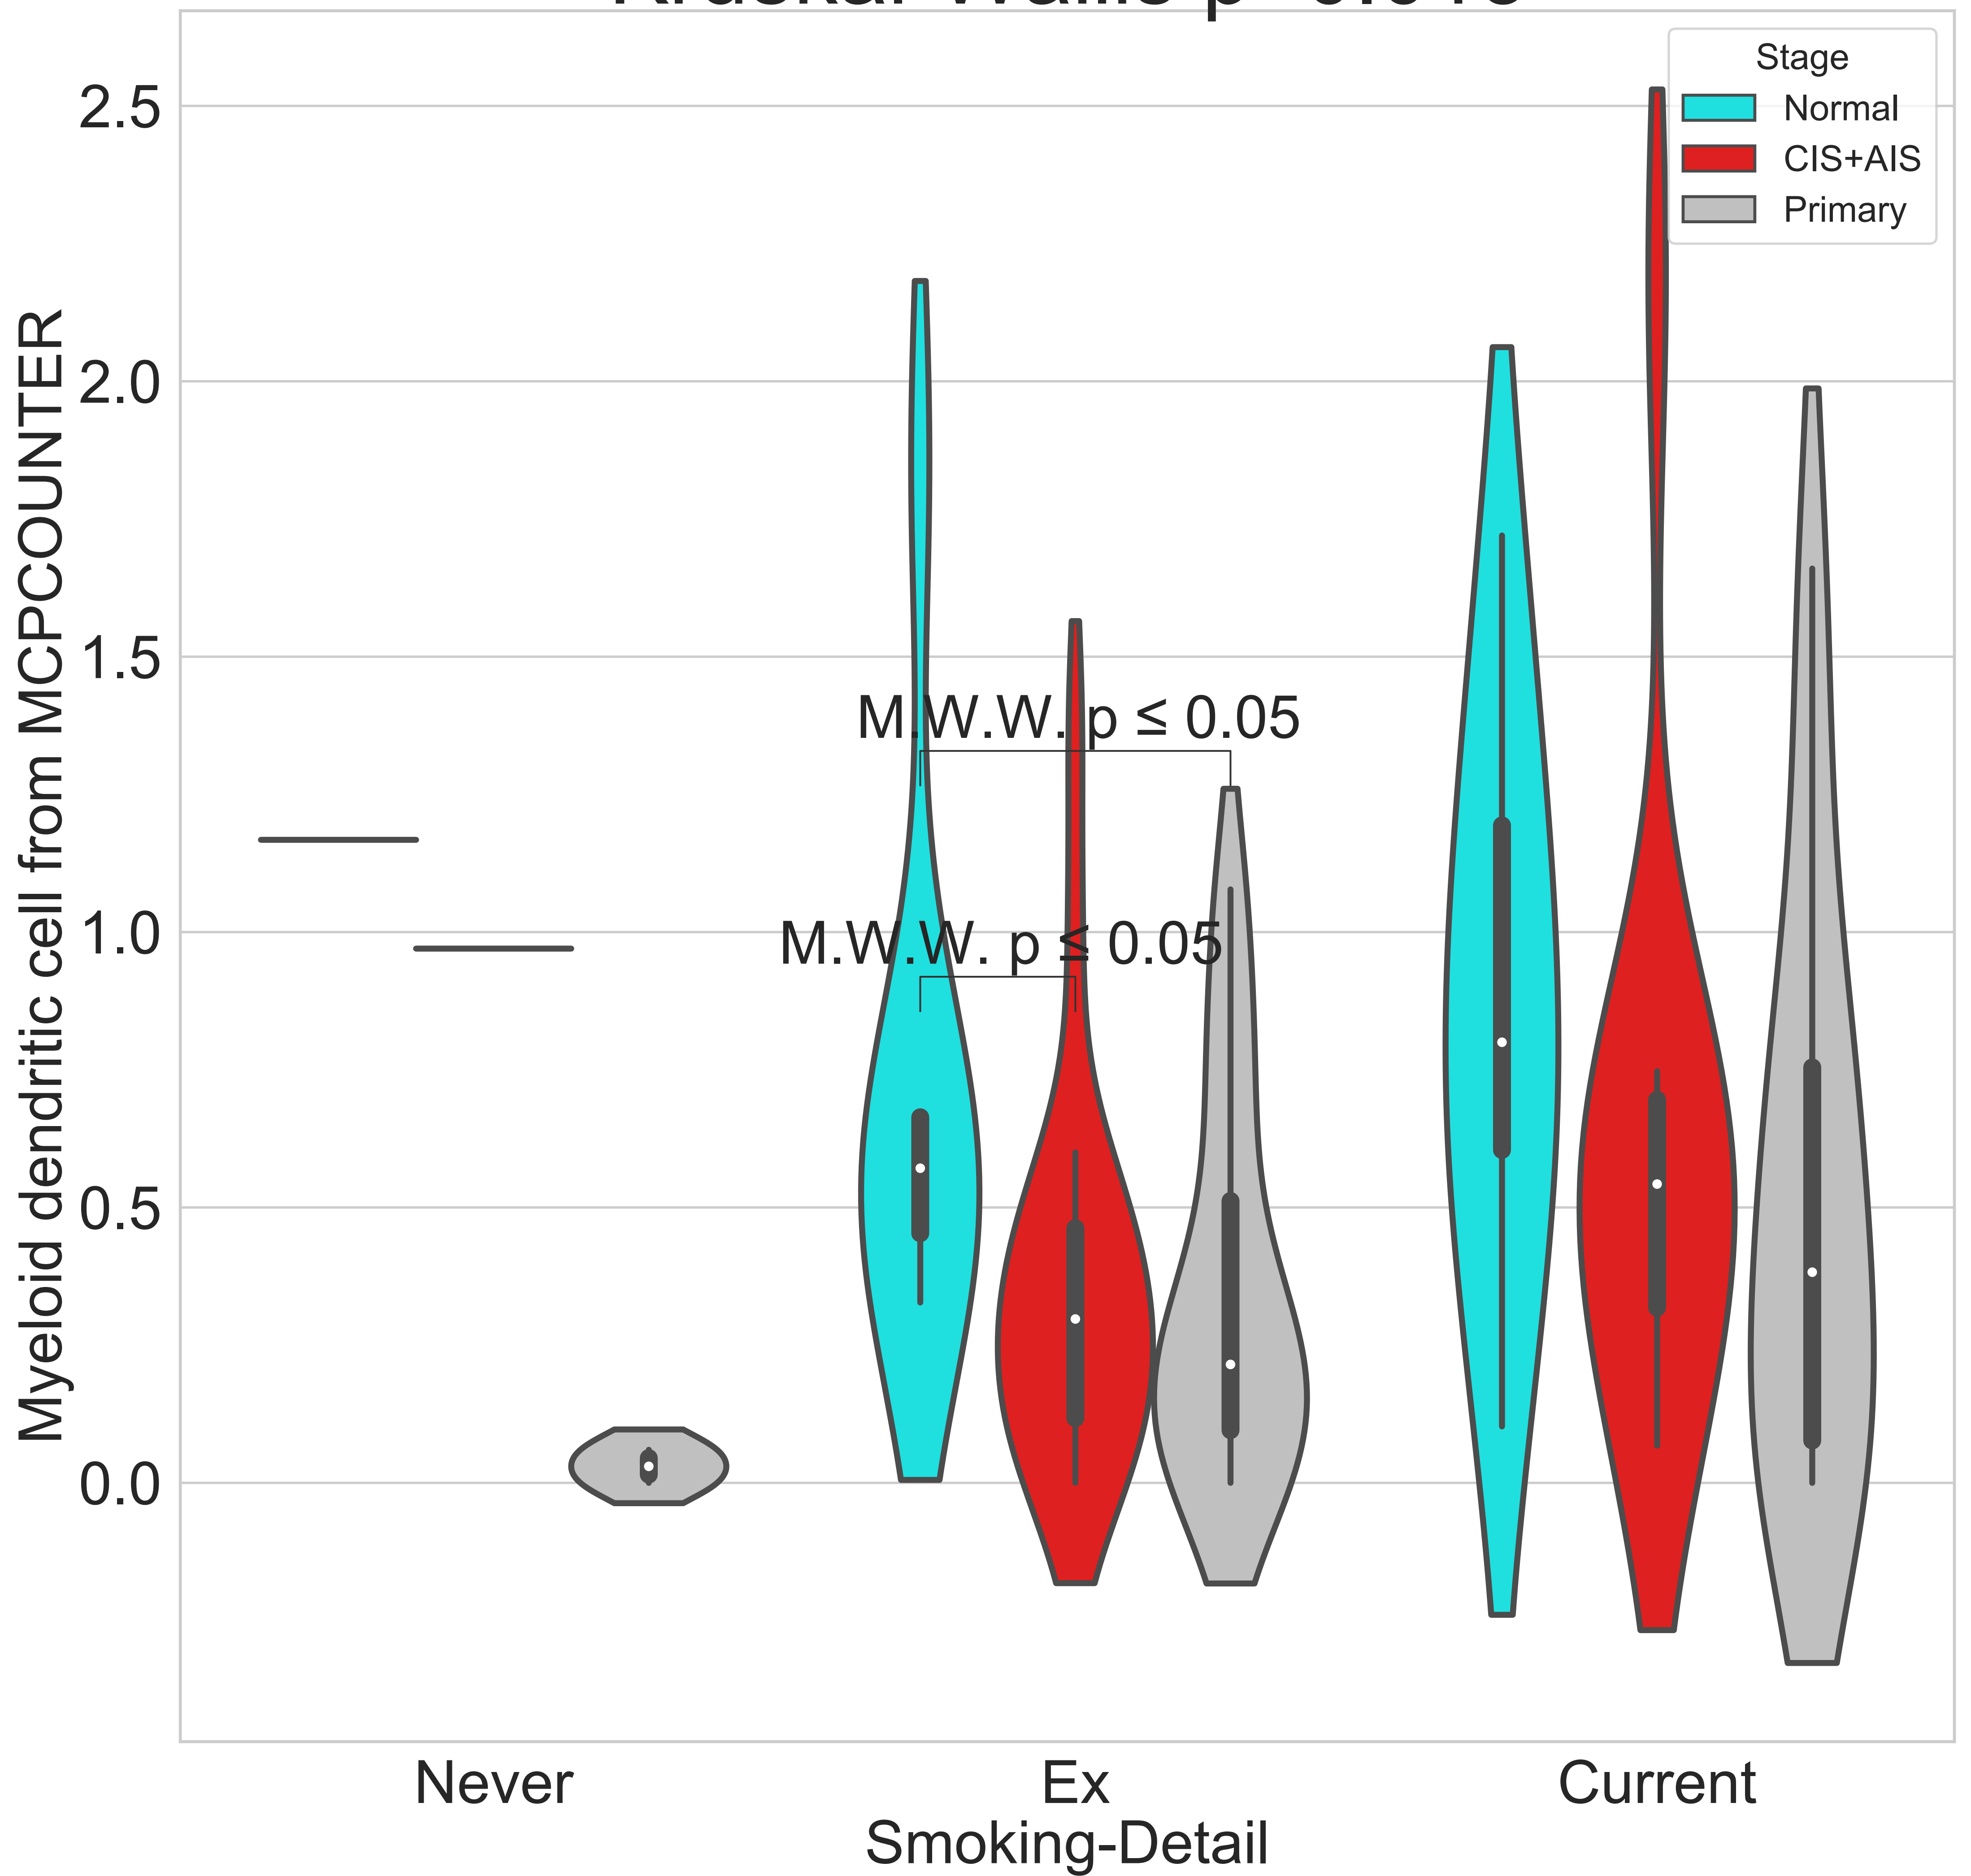 Stage
Normal
CIS+AIS
Primary
2.5
2.0
1.5
1.0
0.5
0.0
Myeloid dendritic cell from MCPCOUNTER
M.W.W. p ≤ 0.05
M.W.W. p ≤ 0.05
Never
Ex
Current
Smoking-Detail